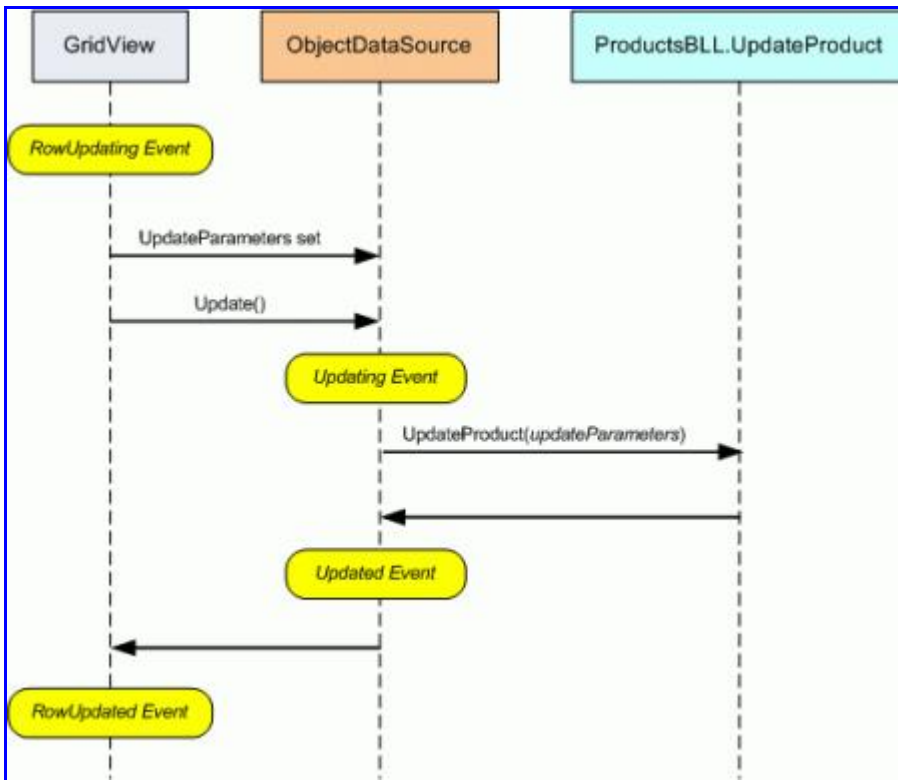 GridView
ObjectDataSource
ProductsBLL.UpdateProduct
RowUpdating Event
UpdateParameters set
Update()
Updating Event
UpdateProduct(updateParameters)
Updated Event
RowUpdated Event